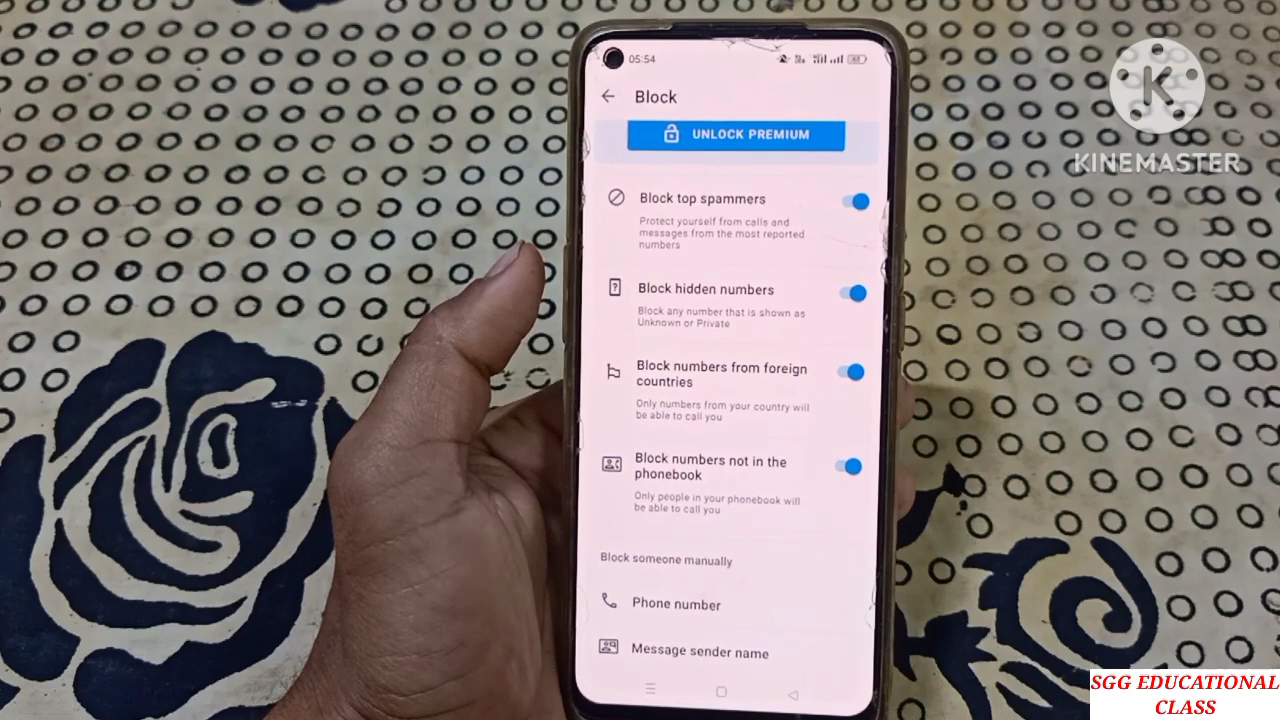 05:54
Block
UNLOCK PREMIUM
Block top spammers
Protect yourself from calls and
messages from the most reported
numbers
Block hidden numbers
Block any number that is shown as
Unknown or Private
Block numbers from foreign
countries
Only numbers from your country will
be able to call you
Block numbers not in the
phonebook
Only people in your phonebook will
be able to call you
Block someone manually
Phone number
Message sender name
K
KINEMASTER
SGG EDUCATIONAL
CLASS